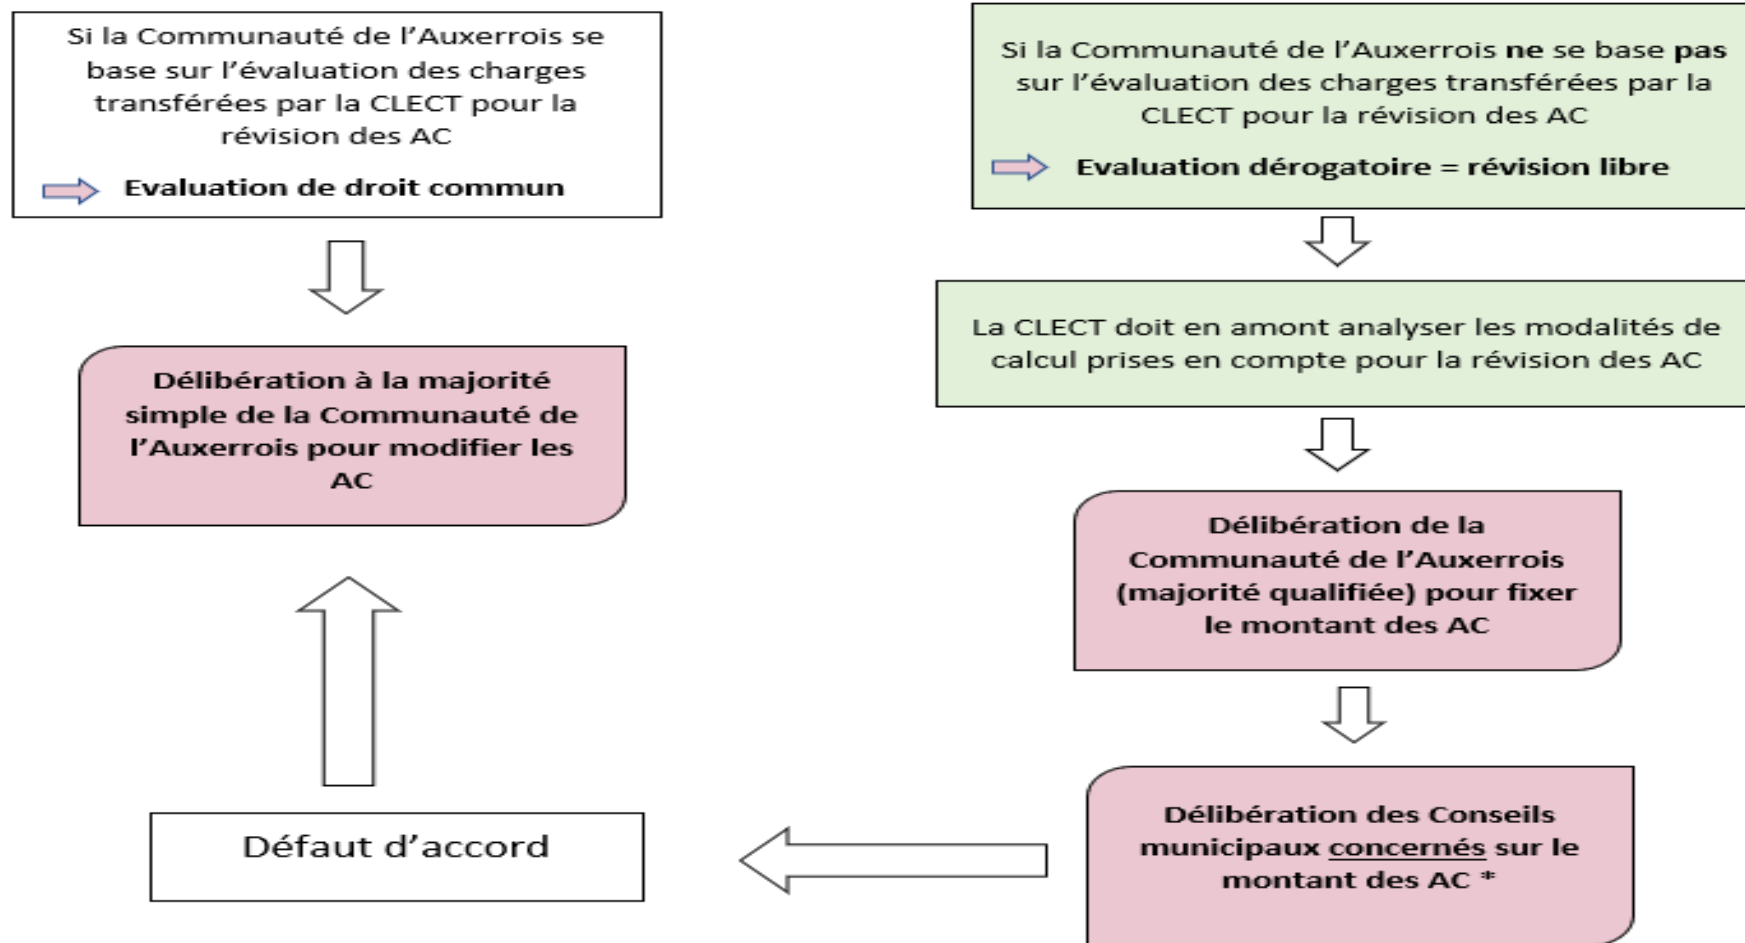 Si la Communauté de l'Auxerrois se
base sur l'évaluation des charges
transférées par la CLECT pour la
révision des AC
Evaluation de droit commun
Délibération à la majorité
simple de la Communauté de
l'Auxerrois pour modifier les
AC
Défaut d'accord
Si la Communauté de l'Auxerrois ne se base pas
sur l'évaluation des charges transférées par la
CLECT pour la révision des AC
Evaluation dérogatoire = révision libre
La CLECT doit en amont analyser les modalités de
calcul prises en compte pour la révision des AC
Délibération de la
Communauté de l'Auxerrois
(majorité qualifiée) pour fixer
le montant des AC
Délibération des Conseils
municipaux concernés sur le
montant des AC *